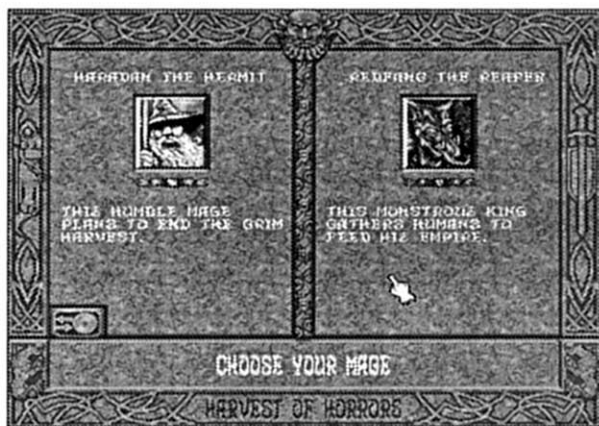 HARADAN THE HERMIT
THIS HUMBLE MAGE
PLANS TO END THE GRIM
HARVEST.
REDFANG THE REAPER
THIS MONSTROUS KING
GATHERS HUMANS TO
FEED HIS EMPIRE.
CHOOSE YOUR MAGE
HARVEST OF HORRORS